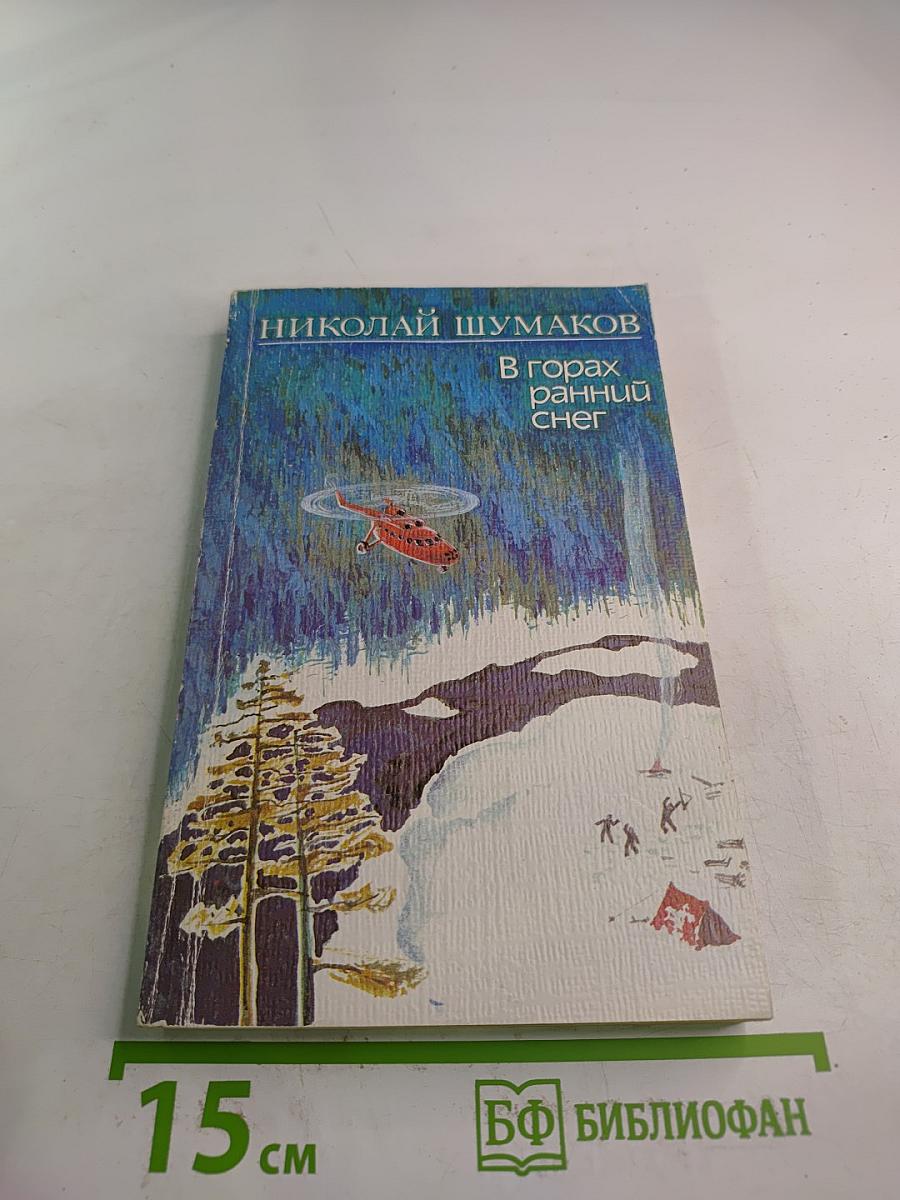 НИКОЛАЙ ШУМАКОВ
В горах
ранний
снег
15 см
БФ БИБЛИОФАН